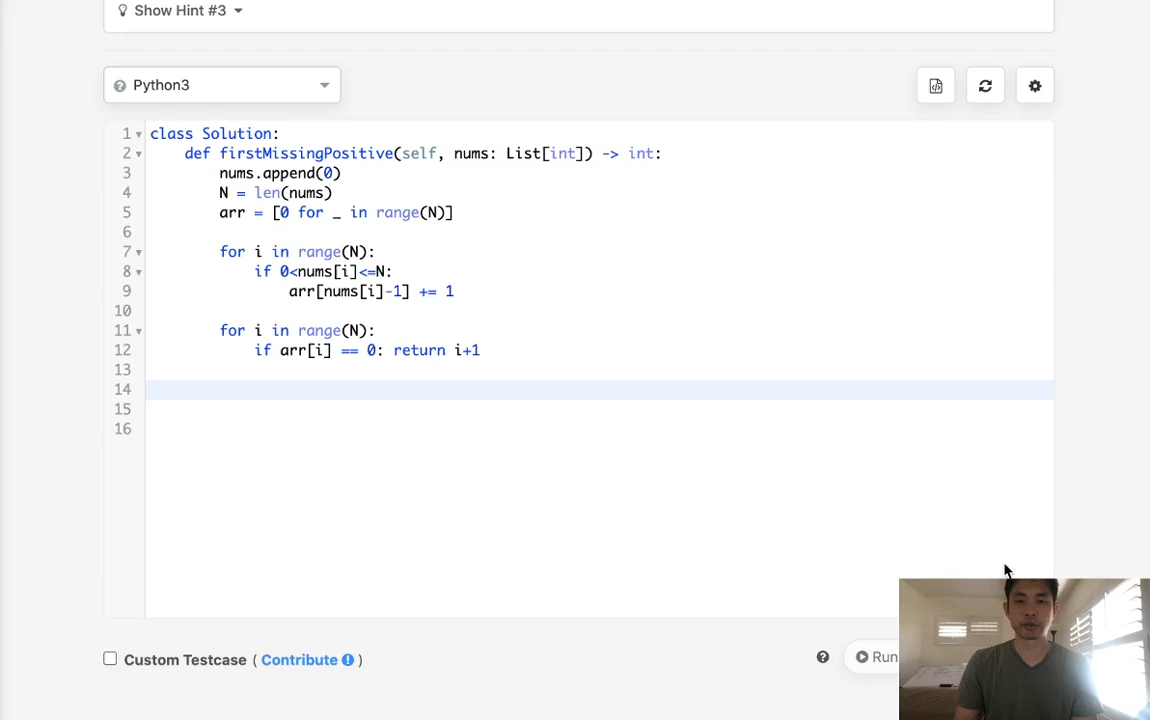 Show Hint #3
Python3
1 class Solution:
2 def firstMissingPositive(self, nums: List[int]) -> int:
3 nums.append(0)
4 N = len(nums)
5 arr = [0 for _ in range(N)]
6
7 for i in range(N):
8 if 0<nums[i]<=N:
9 arr[nums[i]-1] += 1
10
11 for i in range(N):
12 if arr[i] == 0: return i+1
13
14
15
16
Custom Testcase ( Contribute )
Run